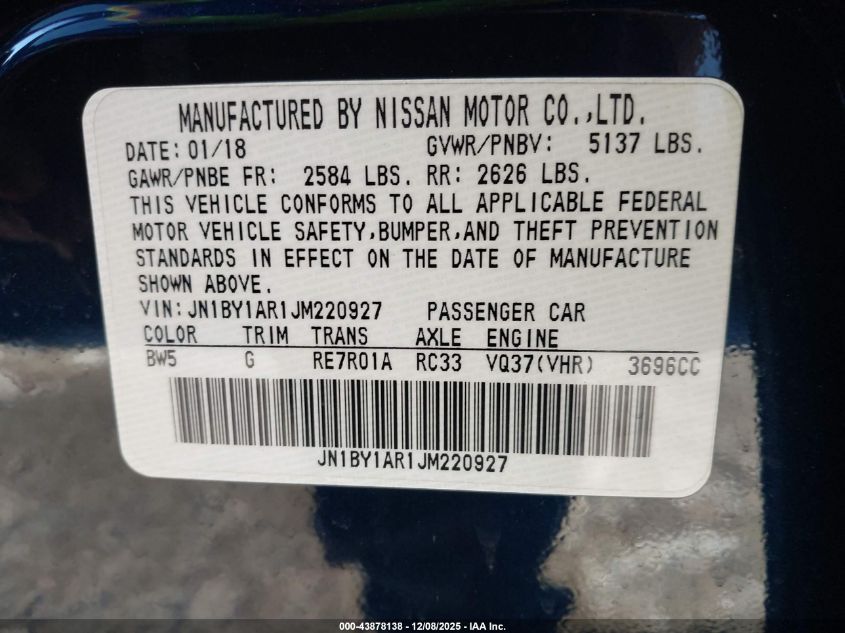 MANUFACTURED BY NISSAN MOTOR CO.,LTD.
DATE: 01/18 GVWR/PNBV: 5137 LBS.
GAWR/PNBE FR: 2584 LBS. RR: 2626 LBS.
THIS VEHICLE CONFORMS TO ALL APPLICABLE FEDERAL
MOTOR VEHICLE SAFETY,BUMPER,AND THEFT PREVENTION
STANDARDS IN EFFECT ON THE DATE OF MANUFACTURE
SHOWN ABOVE.
VIN: JN1BY1AR1JM220927 PASSENGER CAR
COLOR TRIM TRANS AXLE ENGINE
BW5 G RE7R01A RC33 VQ37(VHR) 3696CC
JN1BY1AR1JM220927
000-43878138 - 12/08/2025 - IAA Inc.